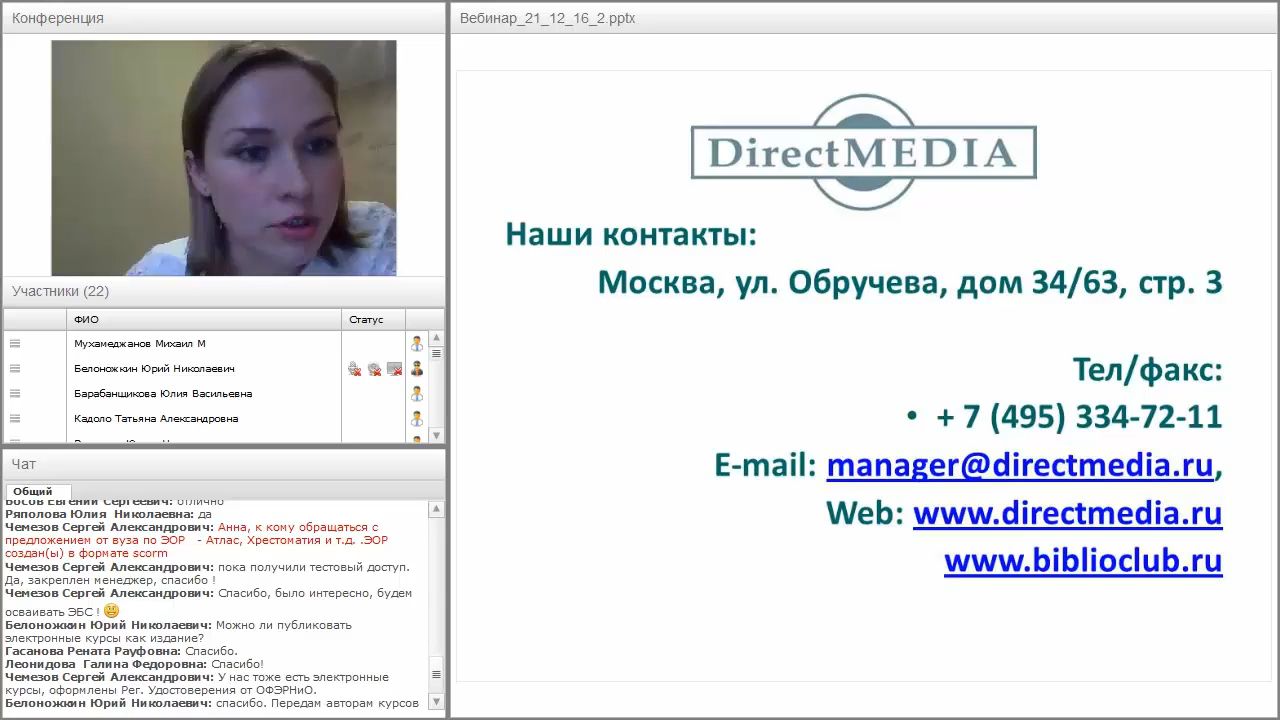 Конференция
Участники (22)
ФИО
Статус
Мухамеджанов Михаил М
Белоножкин Юрий Николаевич
Барабанщикова Юлия Васильевна
Кадоло Татьяна Александровна
Чат
Общий
Босов Евгений Сергеевич: отлично
Ряполова Юлия Николаевна: да
Чемезов Сергей Александрович: Анна, к кому обращаться с
предложением от вуза по ЭОР - Атлас, Хрестоматия и т.д. .ЭОР
создан(ы) в формате scorm
Чемезов Сергей Александрович: пока получили тестовый доступ.
Да, закреплен менеджер, спасибо !
Чемезов Сергей Александрович: Спасибо, было интересно, будем
осваивать ЭБС !
Белоножкин Юрий Николаевич: Можно ли публиковать
электронные курсы как издание?
Гасанова Рената Рауфовна: Спасибо.
Леонидова Галина Федоровна: Спасибо!
Чемезов Сергей Александрович: У нас тоже есть электронные
курсы, оформлены Рег. Удостоверения от ОФЭРНиО.
Белоножкин Юрий Николаевич: спасибо. Передам авторам курсов
Вебинар_21_12_16_2.pptx
DirectMEDIA
Наши контакты:
Москва, ул. Обручева, дом 34/63, стр. 3
Тел/факс:
• + 7 (495) 334-72-11
E-mail: manager@directmedia.ru,
Web: www.directmedia.ru
www.biblioclub.ru